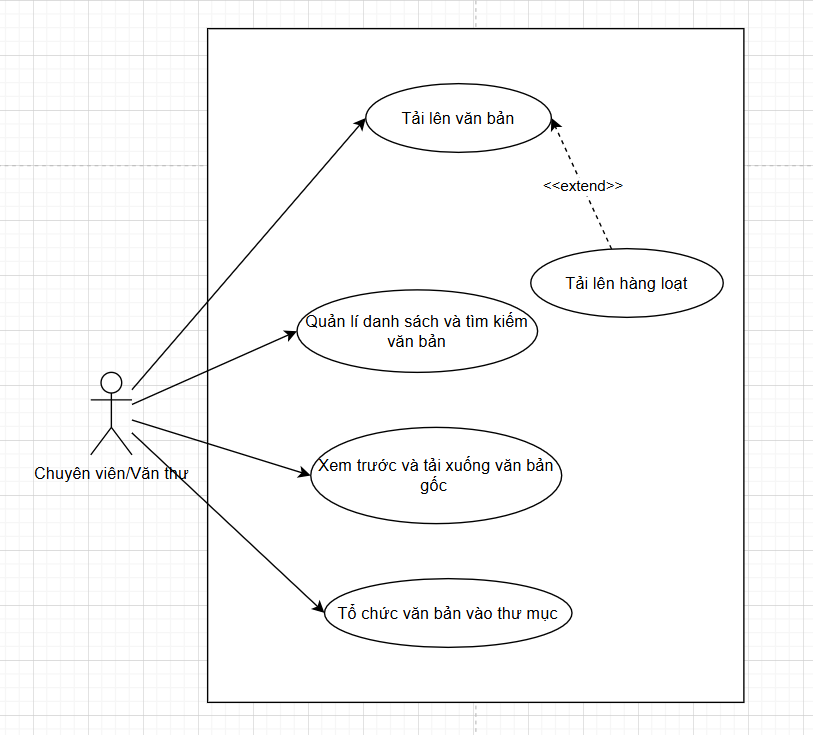 Tải lên văn bản
<<extend>>
Tải lên hàng loạt
Quản lí danh sách và tìm kiếm
văn bản
Xem trước và tải xuống văn bản
gốc
Chuyên viên/Văn thư
Tổ chức văn bản vào thư mục